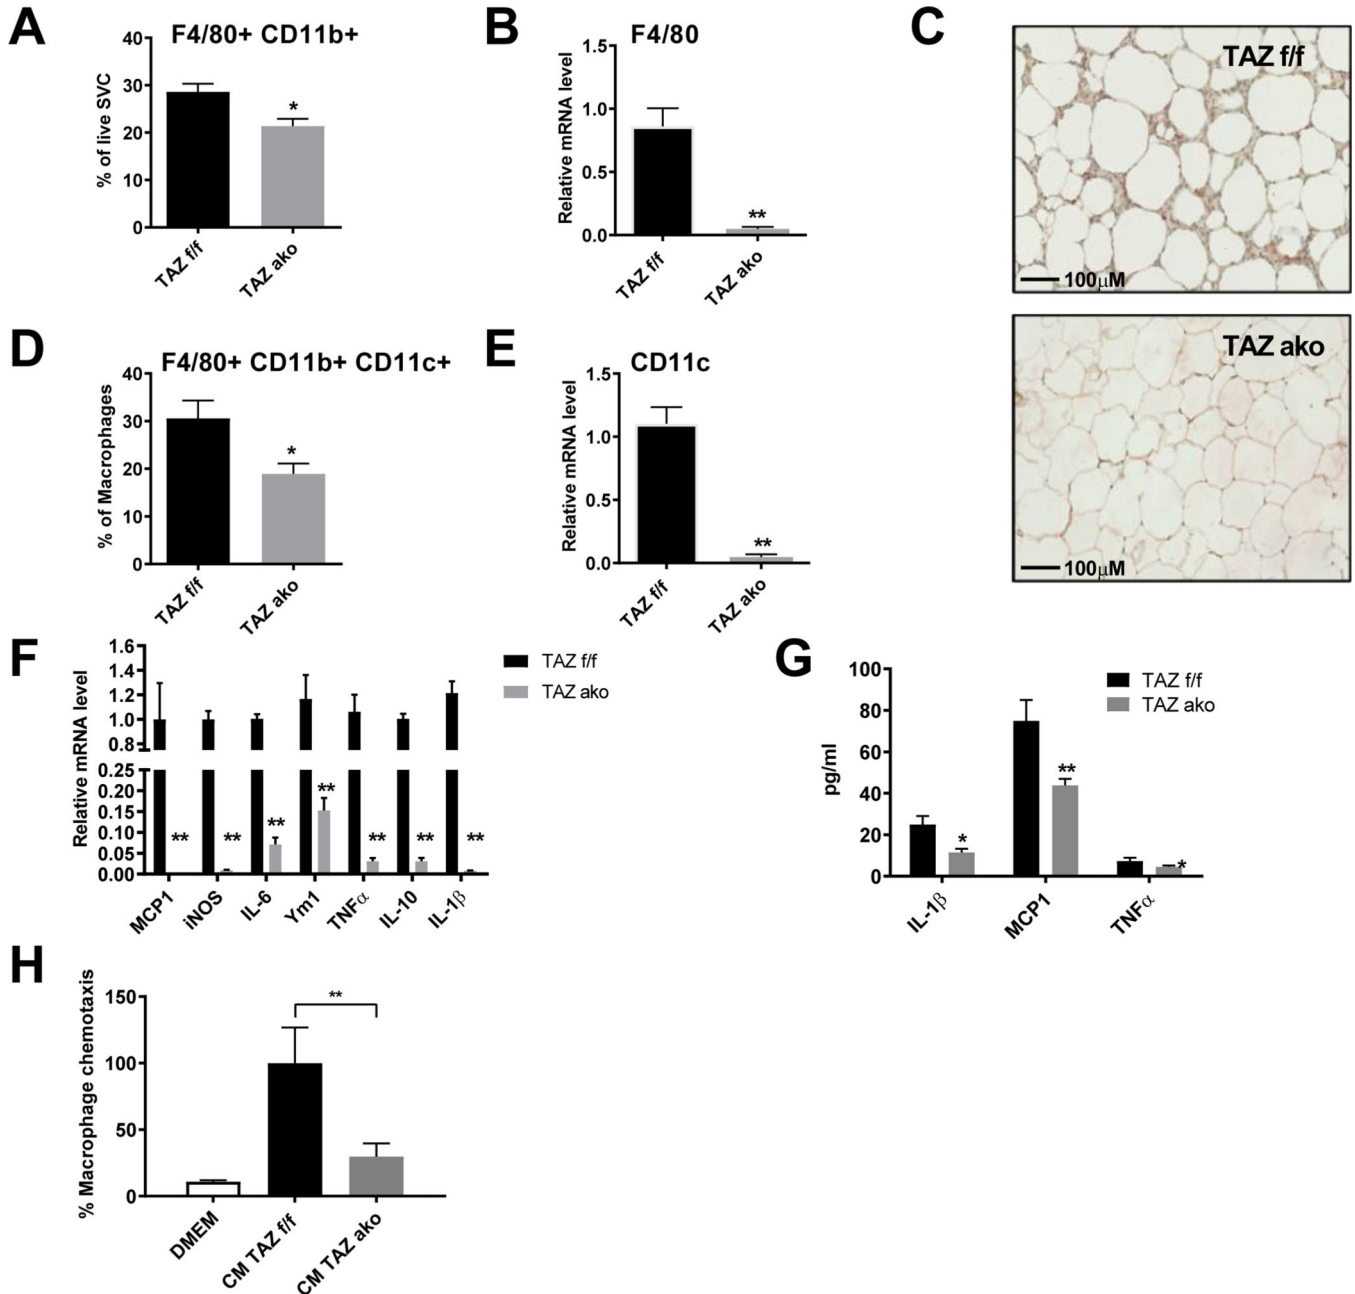 A
F4/80+ CD11b+
% of live SVC
40
30
20
10
0
*
TAZ f/f
TAZ ako
B
F4/80
Relative mRNA level
1.5
1.0
0.5
0.0
**
TAZ f/f
TAZ ako
C
TAZ f/f
100µM
TAZ ako
100µM
D
F4/80+ CD11b+ CD11c+
% of Macrophages
40
30
20
10
0
*
TAZ f/f
TAZ ako
E
CD11c
Relative mRNA level
1.5
1.0
0.5
0.0
**
TAZ f/f
TAZ ako
F
Relative mRNA level
1.6
1.4
1.2
1.0
0.8
0.25
0.20
0.15
0.10
0.05
0.00
** ** ** ** ** ** **
MCP1
iNOS
IL-6
Ym1
TNFα
IL-10
IL-1β
TAZ f/f
TAZ ako
G
pg/ml
100
80
60
40
20
0
* ** *
IL-1β
MCP1
TNFα
TAZ f/f
TAZ ako
H
% Macrophage chemotaxis
150
100
50
0
**
DMEM
CM TAZ f/f
CM TAZ ako